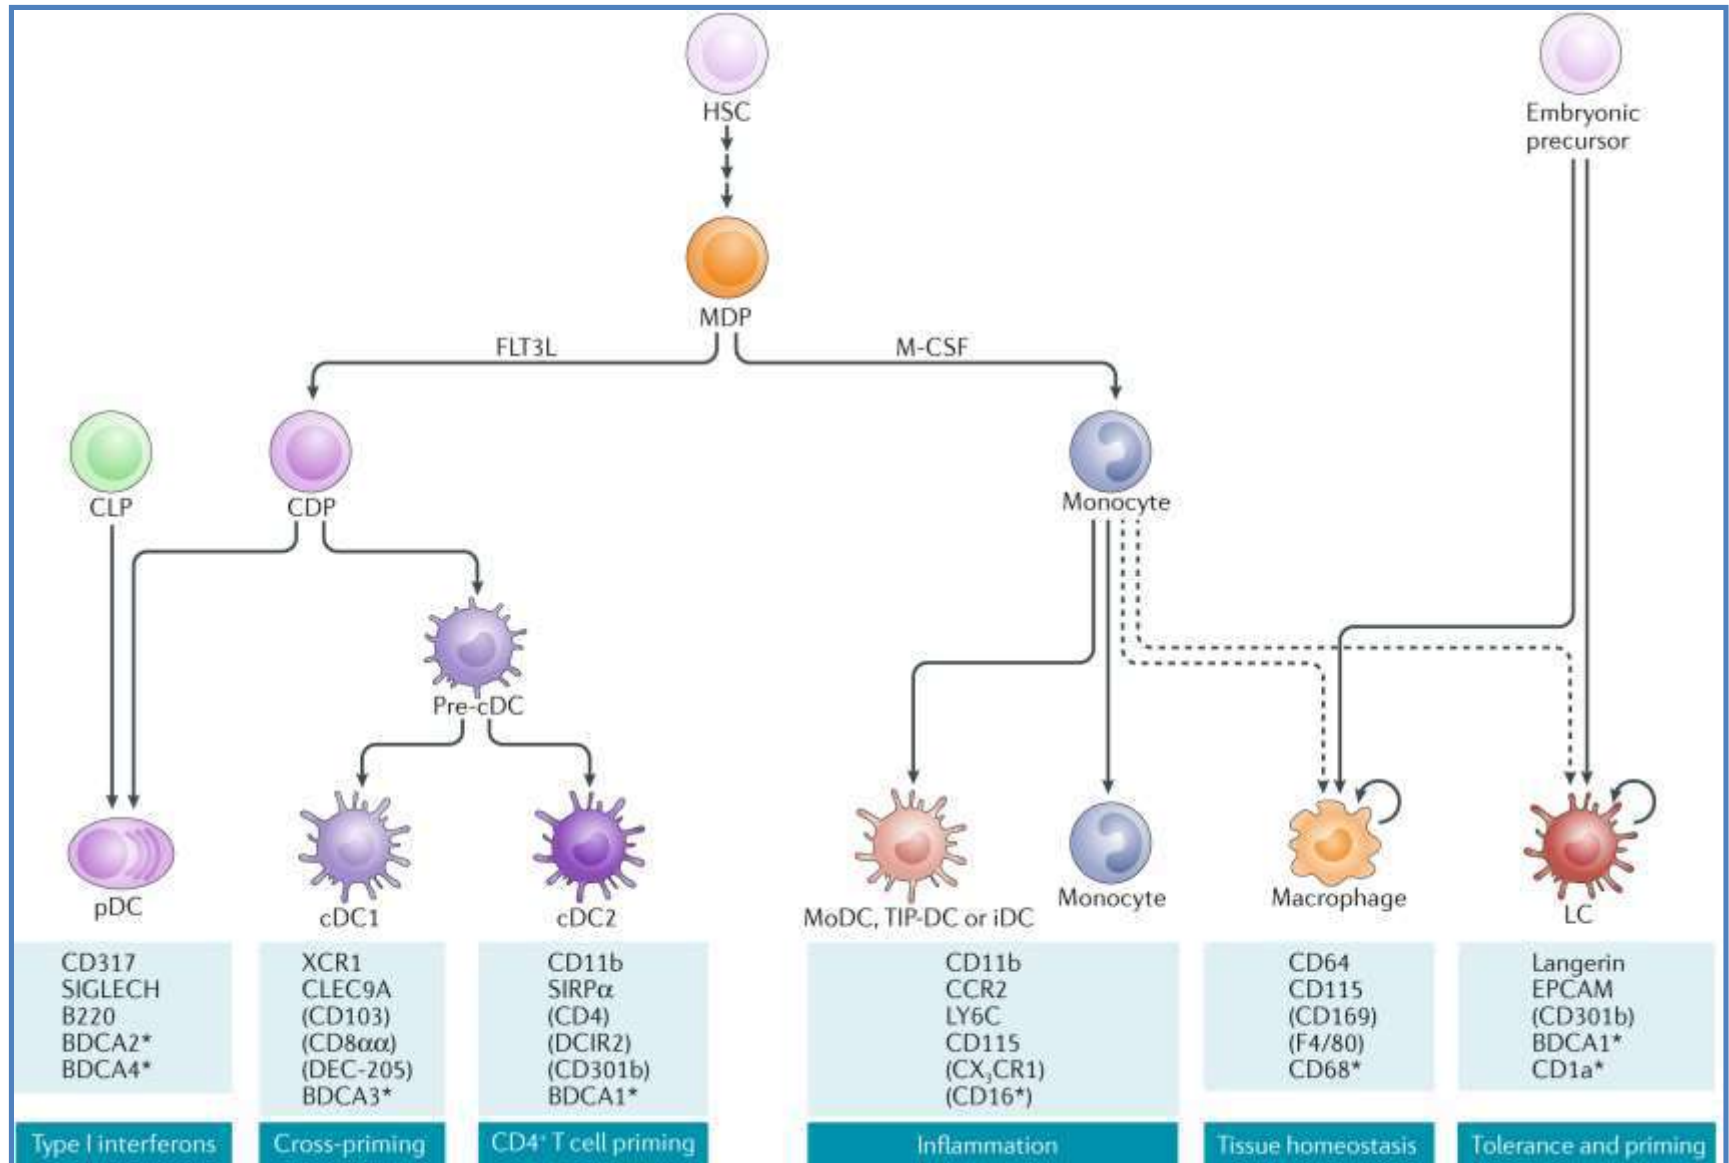 HSC
Embryonic
precursor
MDP
FLT3L
M-CSF
CLP
CDP
Monocyte
Pre-cDC
pDC
cDC1
cDC2
MoDC, TIP-DC or iDC
Monocyte
Macrophage
LC
CD317
SIGLECH
B220
BDCA2*
BDCA4*
XCR1
CLEC9A
(CD103)
(CD8αα)
(DEC-205)
BDCA3*
CD11b
SIRPα
(CD4)
(DCIR2)
(CD301b)
BDCA1*
CD11b
CCR2
LY6C
CD115
(CX₃CR1)
(CD16*)
CD64
CD115
(CD169)
(F4/80)
CD68*
Langerin
EPCAM
(CD301b)
BDCA1*
CD1a*
Type I interferons
Cross-priming
CD4⁺ T cell priming
Inflammation
Tissue homeostasis
Tolerance and priming